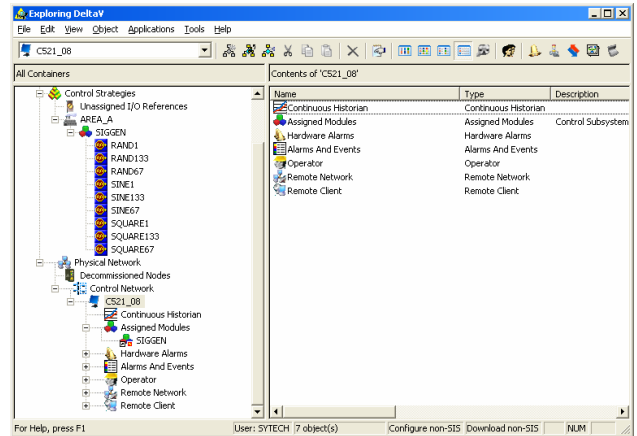 Exploring DeltaV
File Edit View Object Applications Tools Help
C521_08
All Containers
Contents of 'C521_08'
Control Strategies
Unassigned I/O References
AREA_A
SIGGEN
RAND1
RAND133
RAND67
SINE1
SINE133
SINE67
SQUARE1
SQUARE133
SQUARE67
Physical Network
Decommissioned Nodes
Control Network
C521_08
Continuous Historian
Assigned Modules
SIGGEN
Hardware Alarms
Alarms And Events
Operator
Remote Network
Remote Client
Name Type Description
Continuous Historian Continuous Historian
Assigned Modules Assigned Modules Control Subsystem
Hardware Alarms Hardware Alarms
Alarms And Events Alarms And Events
Operator Operator
Remote Network Remote Network
Remote Client Remote Client
For Help, press F1 User: SYTECH 7 object(s) Configure non-SIS Download non-SIS NUM